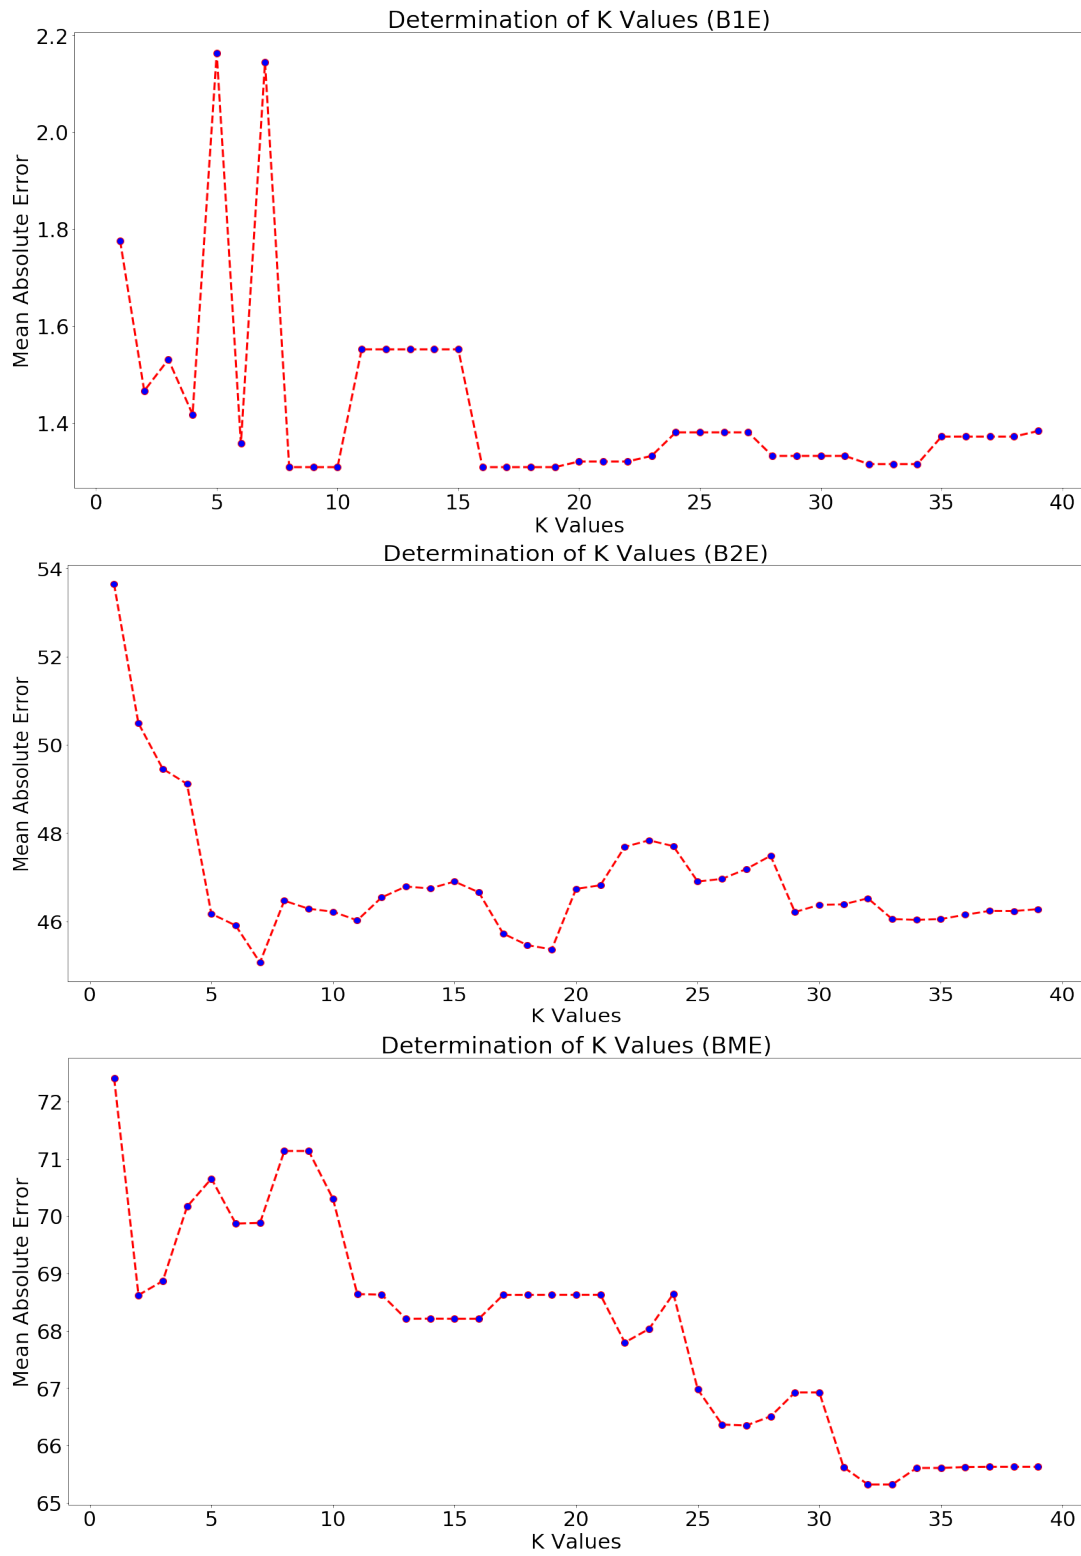 Determination of K Values (B1E)
2.2
2.0
1.8
1.6
1.4
Mean Absolute Error
0 5 10 15 20 25 30 35 40
K Values
Determination of K Values (B2E)
54
52
50
48
46
Mean Absolute Error
0 5 10 15 20 25 30 35 40
K Values
Determination of K Values (BME)
72
71
70
69
68
67
66
65
Mean Absolute Error
0 5 10 15 20 25 30 35 40
K Values